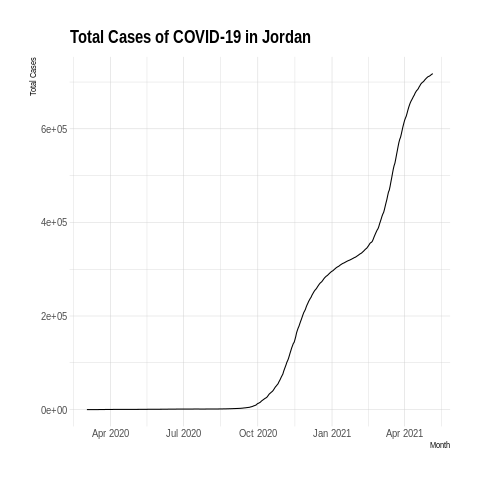 Total Cases of COVID-19 in Jordan
Total Cases
6e+05
4e+05
2e+05
0e+00
Apr 2020 Jul 2020 Oct 2020 Jan 2021 Apr 2021
Month